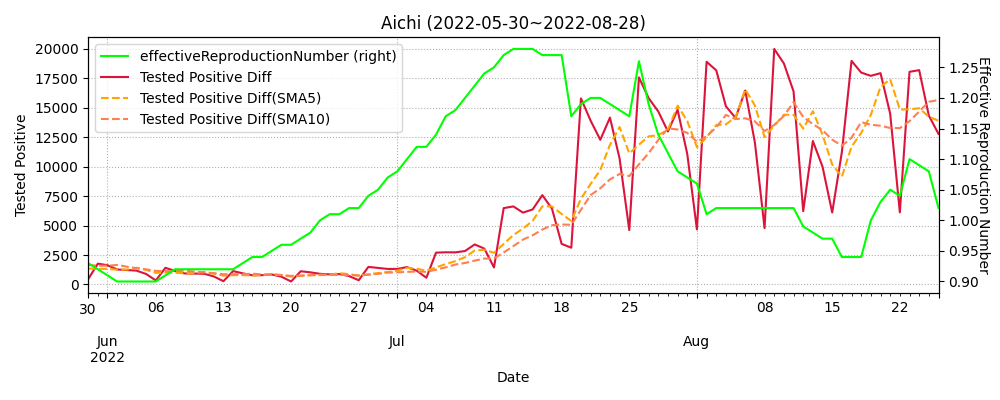 Aichi (2022-05-30~2022-08-28)
effectiveReproductionNumber (right)
Tested Positive Diff
Tested Positive Diff(SMA5)
Tested Positive Diff(SMA10)
Tested Positive
20000
17500
15000
12500
10000
7500
5000
2500
0
1.25
1.20
1.15
1.10
1.05
1.00
0.95
0.90
Effective Reproduction Number
30 06 13 20 27 04 11 18 25 08 15 22
Jun Jul Aug
2022
Date